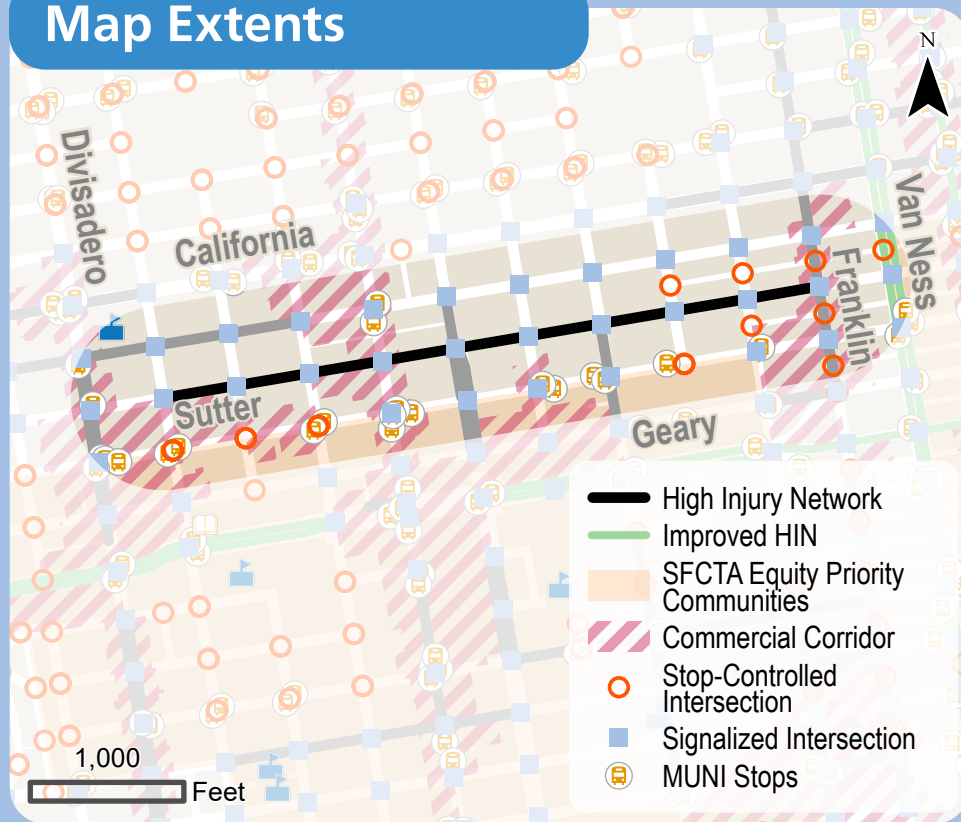 Map Extents
N
Divisadero
California
Van Ness
Franklin
Sutter
Geary
High Injury Network
Improved HIN
SFCTA Equity Priority
Communities
Commercial Corridor
Stop-Controlled
Intersection
Signalized Intersection
MUNI Stops
1,000
Feet